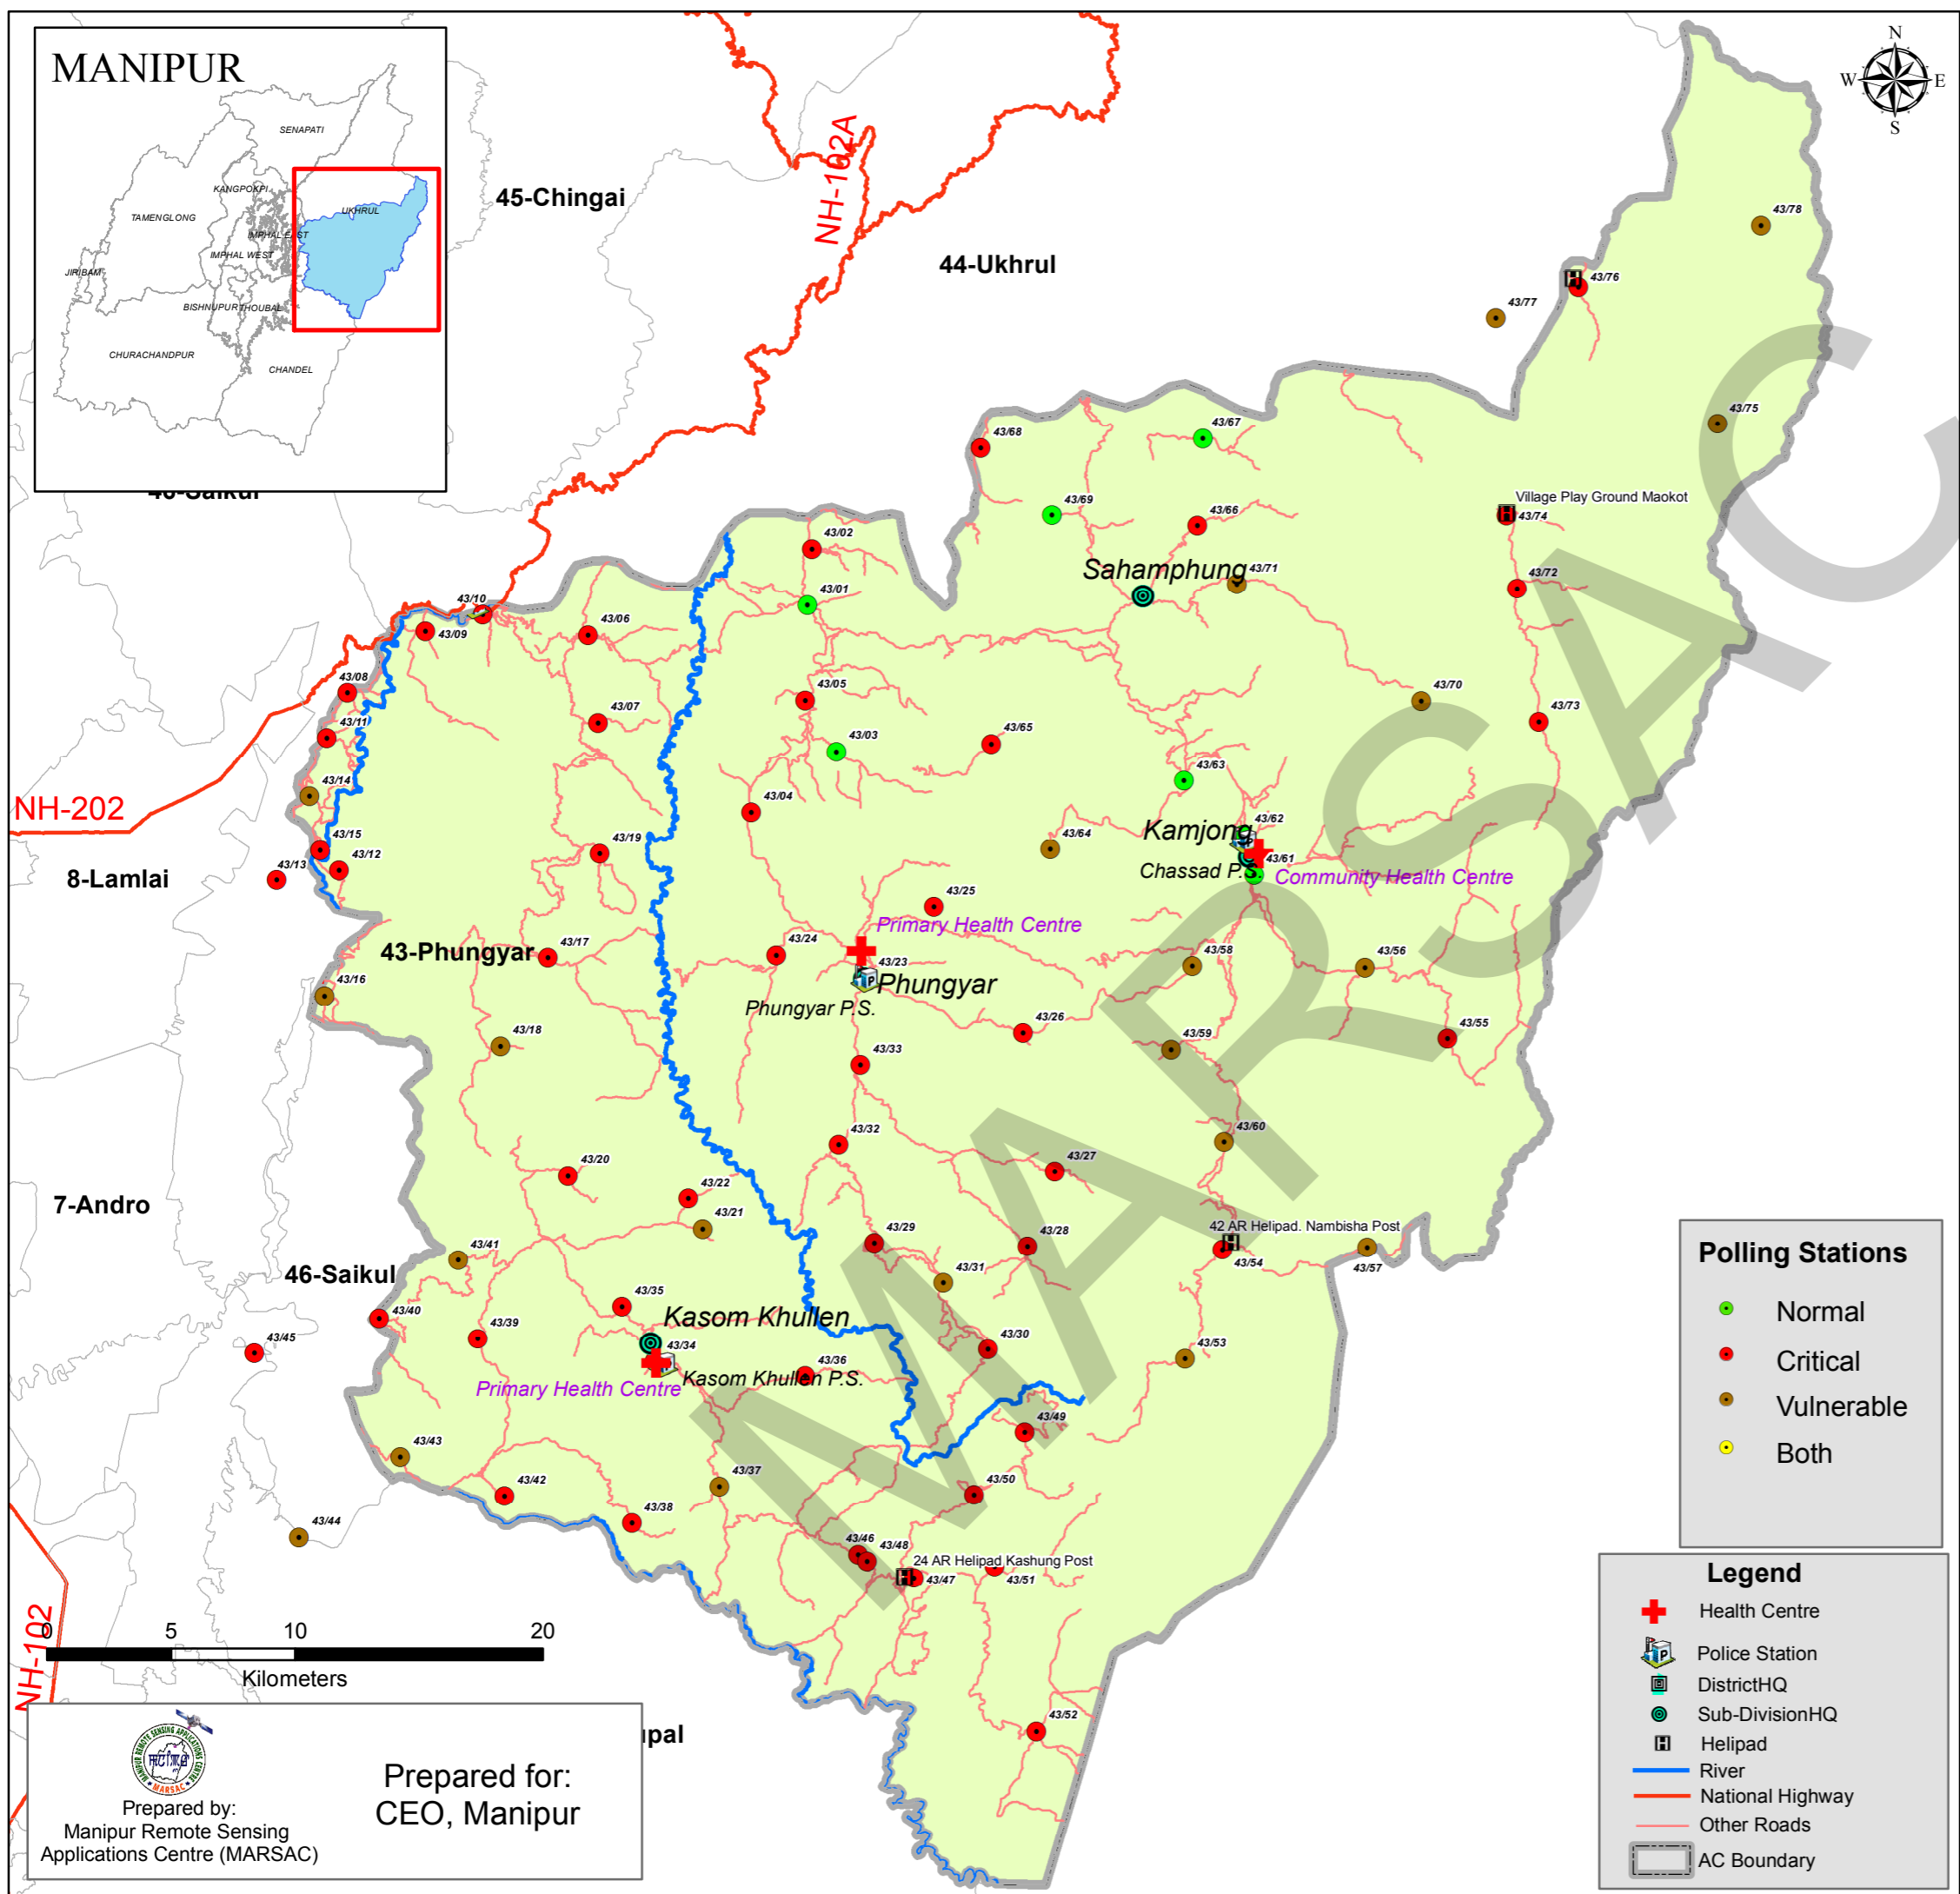 MANIPUR
SENAPATI
KANGPOKPI
UKHRUL
TAMENGLONG
IMPHAL EAST
IMPHAL WEST
JIRIBAM
BISHNUPUR
THOUBAL
CHURACHANDPUR
CHANDEL
N
W
E
S
NH-102A
45-Chingai
44-Ukhrul
43/78
43/76
43/77
43/75
43/67
43/68
43/69
43/66
Village Play Ground Maokot
43/74
43/02
Sahamphung
43/71
43/72
43/01
43/10
43/09
43/06
43/08
43/05
43/70
43/11
43/07
43/73
43/03
43/65
43/63
43/14
NH-202
43/04
43/62
Kamjong
43/15
43/64
43/12
43/19
43/61
43/13
8-Lamlai
Chassad P.S.
Community Health Centre
43/25
Primary Health Centre
43/17
43/24
43-Phungyar
43/58
43/56
43/23
43/16
Phungyar
Phungyar P.S.
43/26
43/18
43/59
43/55
43/33
43/32
43/60
43/20
43/27
43/22
7-Andro
43/21
43/29
43/28
42 AR Helipad. Nambisha Post
43/41
43/54
43/57
46-Saikul
43/31
43/35
Kasom Khullen
43/40
43/39
43/34
43/30
43/45
43/53
43/36
Kasom Khullen P.S.
Primary Health Centre
43/49
43/43
43/37
43/50
43/42
43/38
43/44
43/46
43/48
24 AR Helipad Kashung Post
43/47
43/51
43/52
MARSAC
Polling Stations
Normal
Critical
Vulnerable
Both
Legend
Health Centre
Police Station
DistrictHQ
Sub-DivisionHQ
Helipad
River
National Highway
Other Roads
AC Boundary
NH-102
0 5 10 20
Kilometers
MANIPUR REMOTE SENSING APPLICATIONS CENTRE
MARSAC
Prepared by:
Manipur Remote Sensing
Applications Centre (MARSAC)
Prepared for:
CEO, Manipur